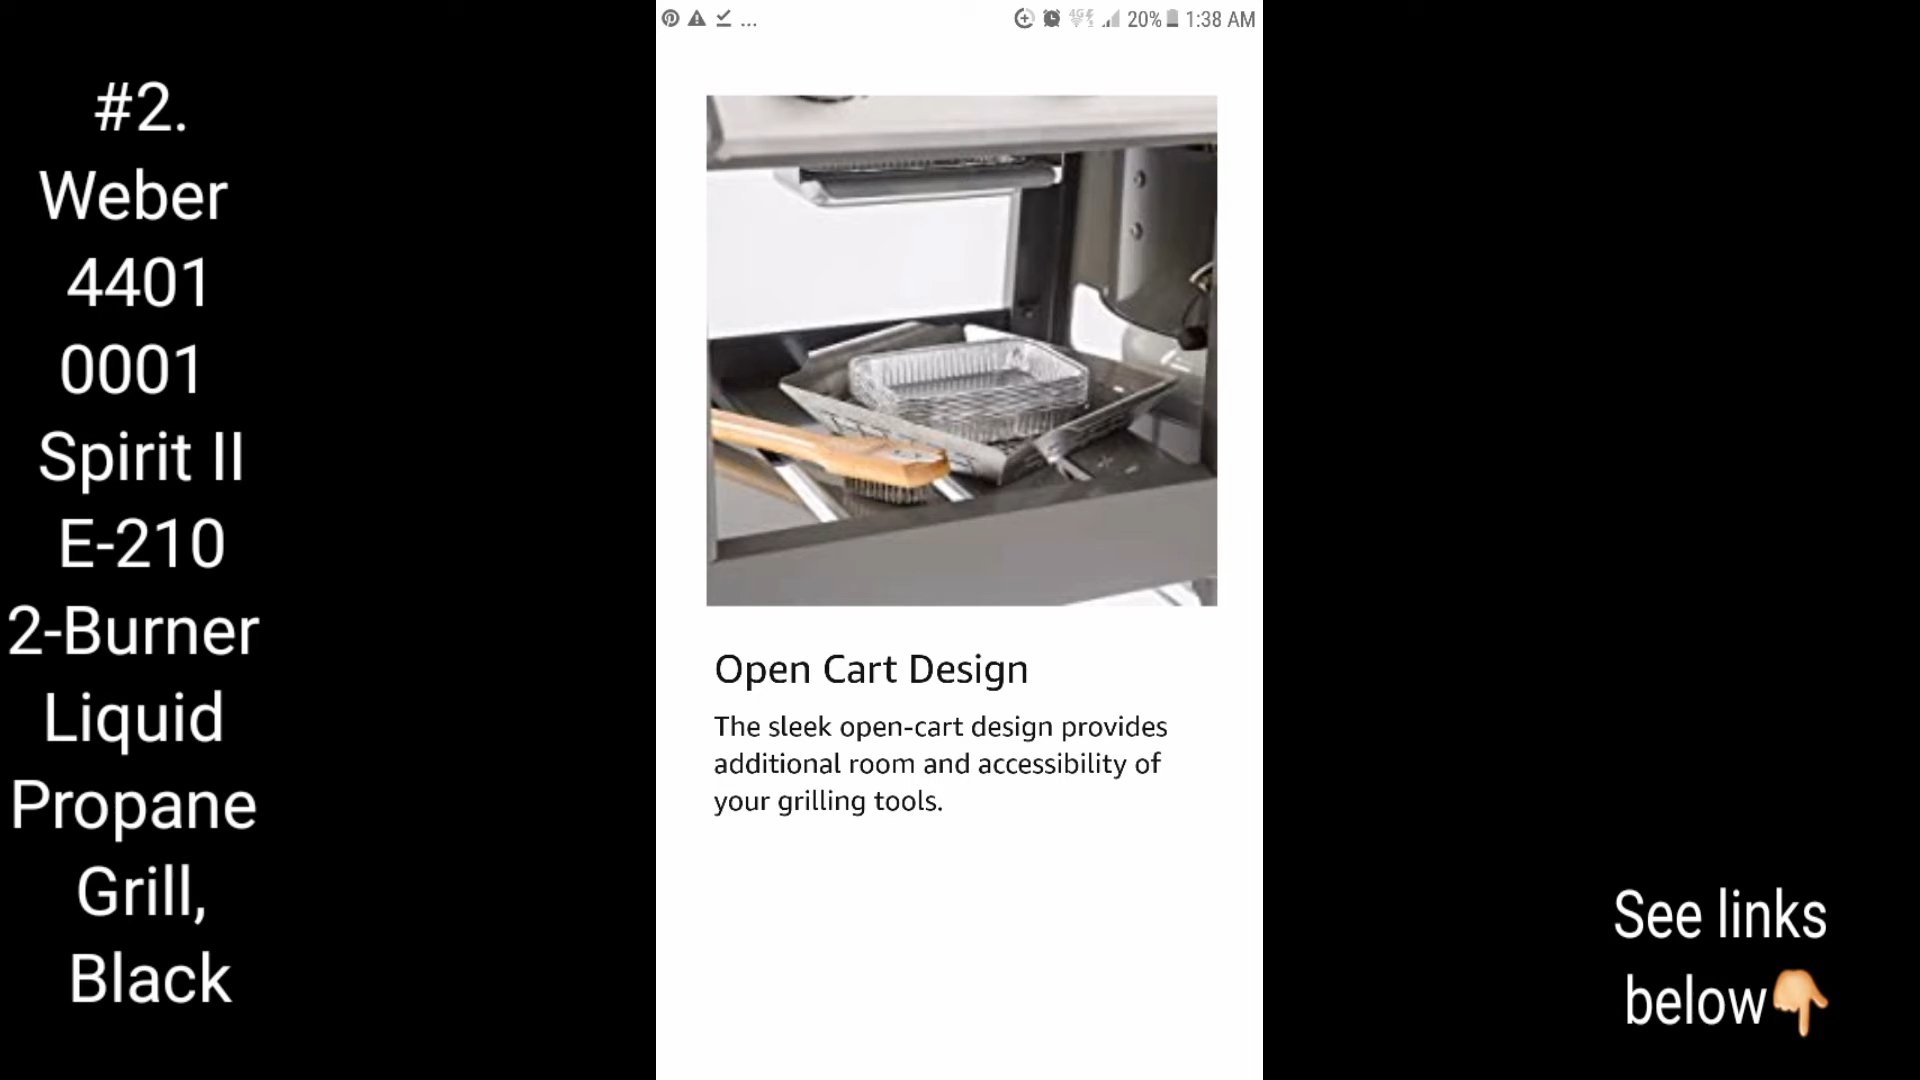 #2.
Weber
4401
0001
Spirit II
E-210
2-Burner
Liquid
Propane
Grill,
Black
...
20% 1:38 AM
Open Cart Design
The sleek open-cart design provides
additional room and accessibility of
your grilling tools.
See links
below👇